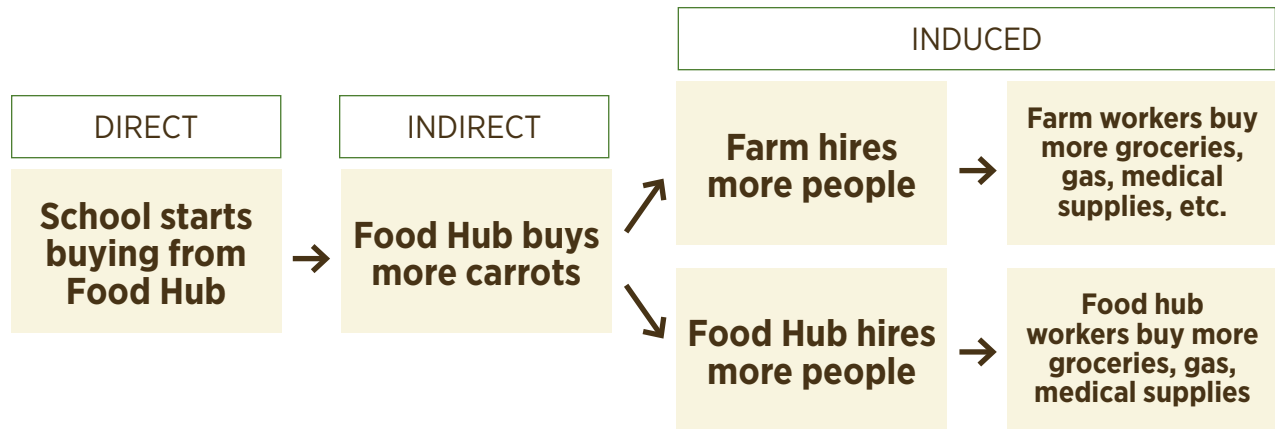 DIRECT
School starts
buying from
Food Hub
INDIRECT
Food Hub buys
more carrots
INDUCED
Farm hires
more people
Farm workers buy
more groceries,
gas, medical
supplies, etc.
Food Hub hires
more people
Food hub
workers buy more
groceries, gas,
medical supplies